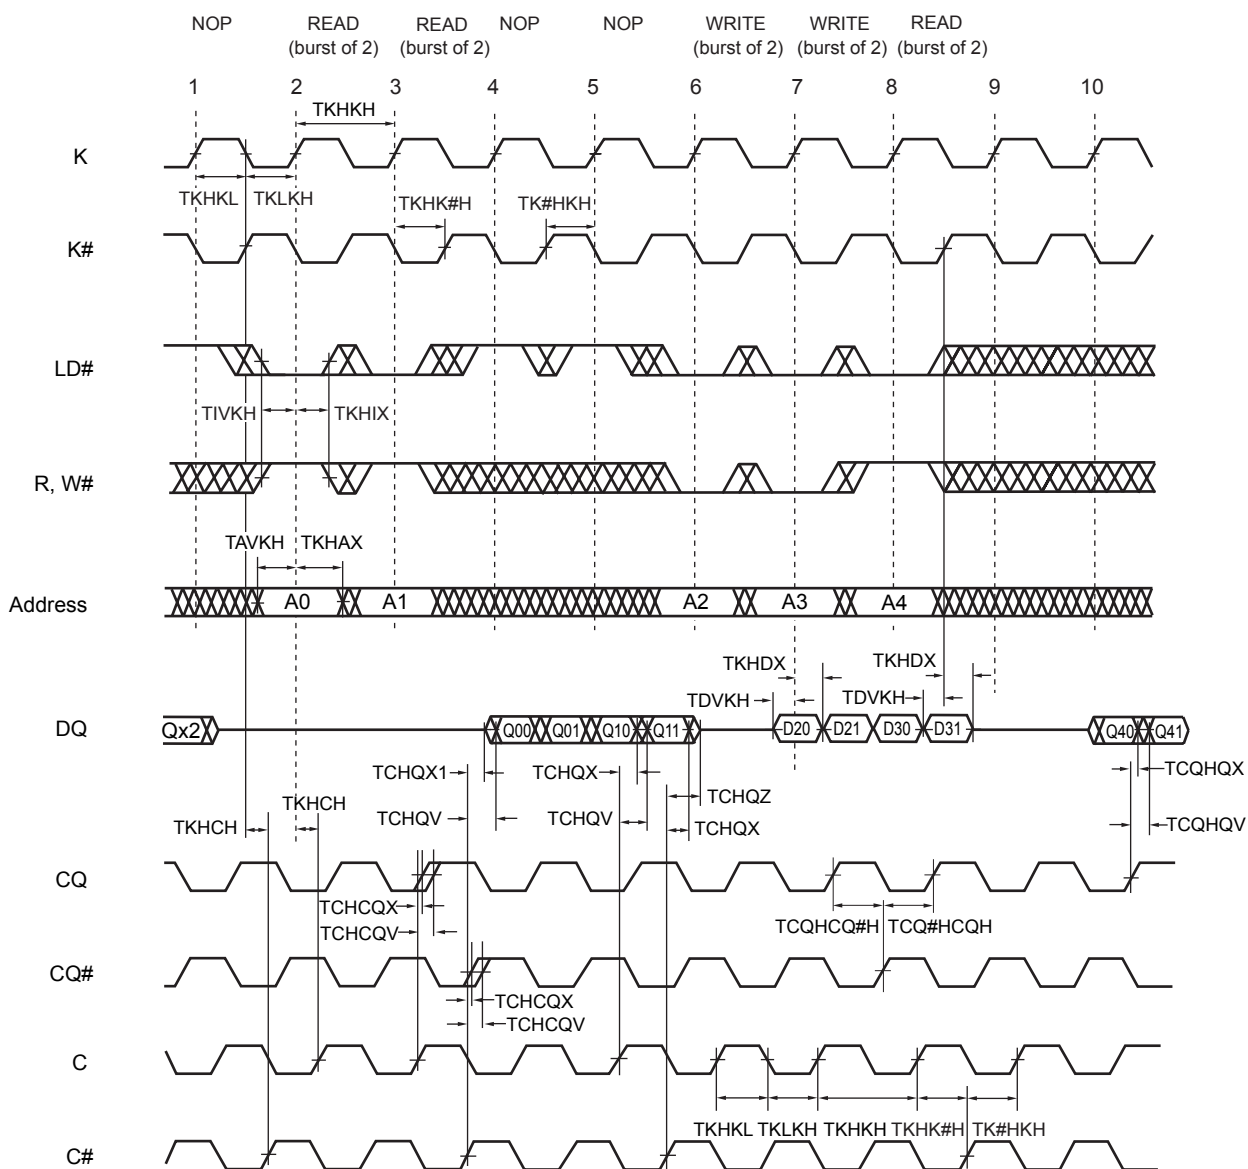 NOP READ READ NOP NOP WRITE WRITE READ
(burst of 2) (burst of 2) (burst of 2) (burst of 2) (burst of 2)
1 2 3 4 5 6 7 8 9 10
TKHKH
K
TKHKL TKLKH TKHK#H TK#HKH
K#
LD#
TIVKH TKHIX
R, W#
TAVKH TKHAX
Address A0 A1 A2 A3 A4
TKHDX TKHDX
TDVKH TDVKH
DQ Qx2 Q00 Q01 Q10 Q11 D20 D21 D30 D31 Q40 Q41
TCHQX1 TCHQX TCQHQX
TCHQZ
TKHCH
TKHCH TCHQV TCHQV TCHQX TCQHQV
CQ
TCHCQX
TCQHCQ#H TCQ#HCQH
TCHCQV
CQ#
TCHCQX
TCHCQV
C
TKHKL TKLKH TKHKH TKHK#H TK#HKH
C#